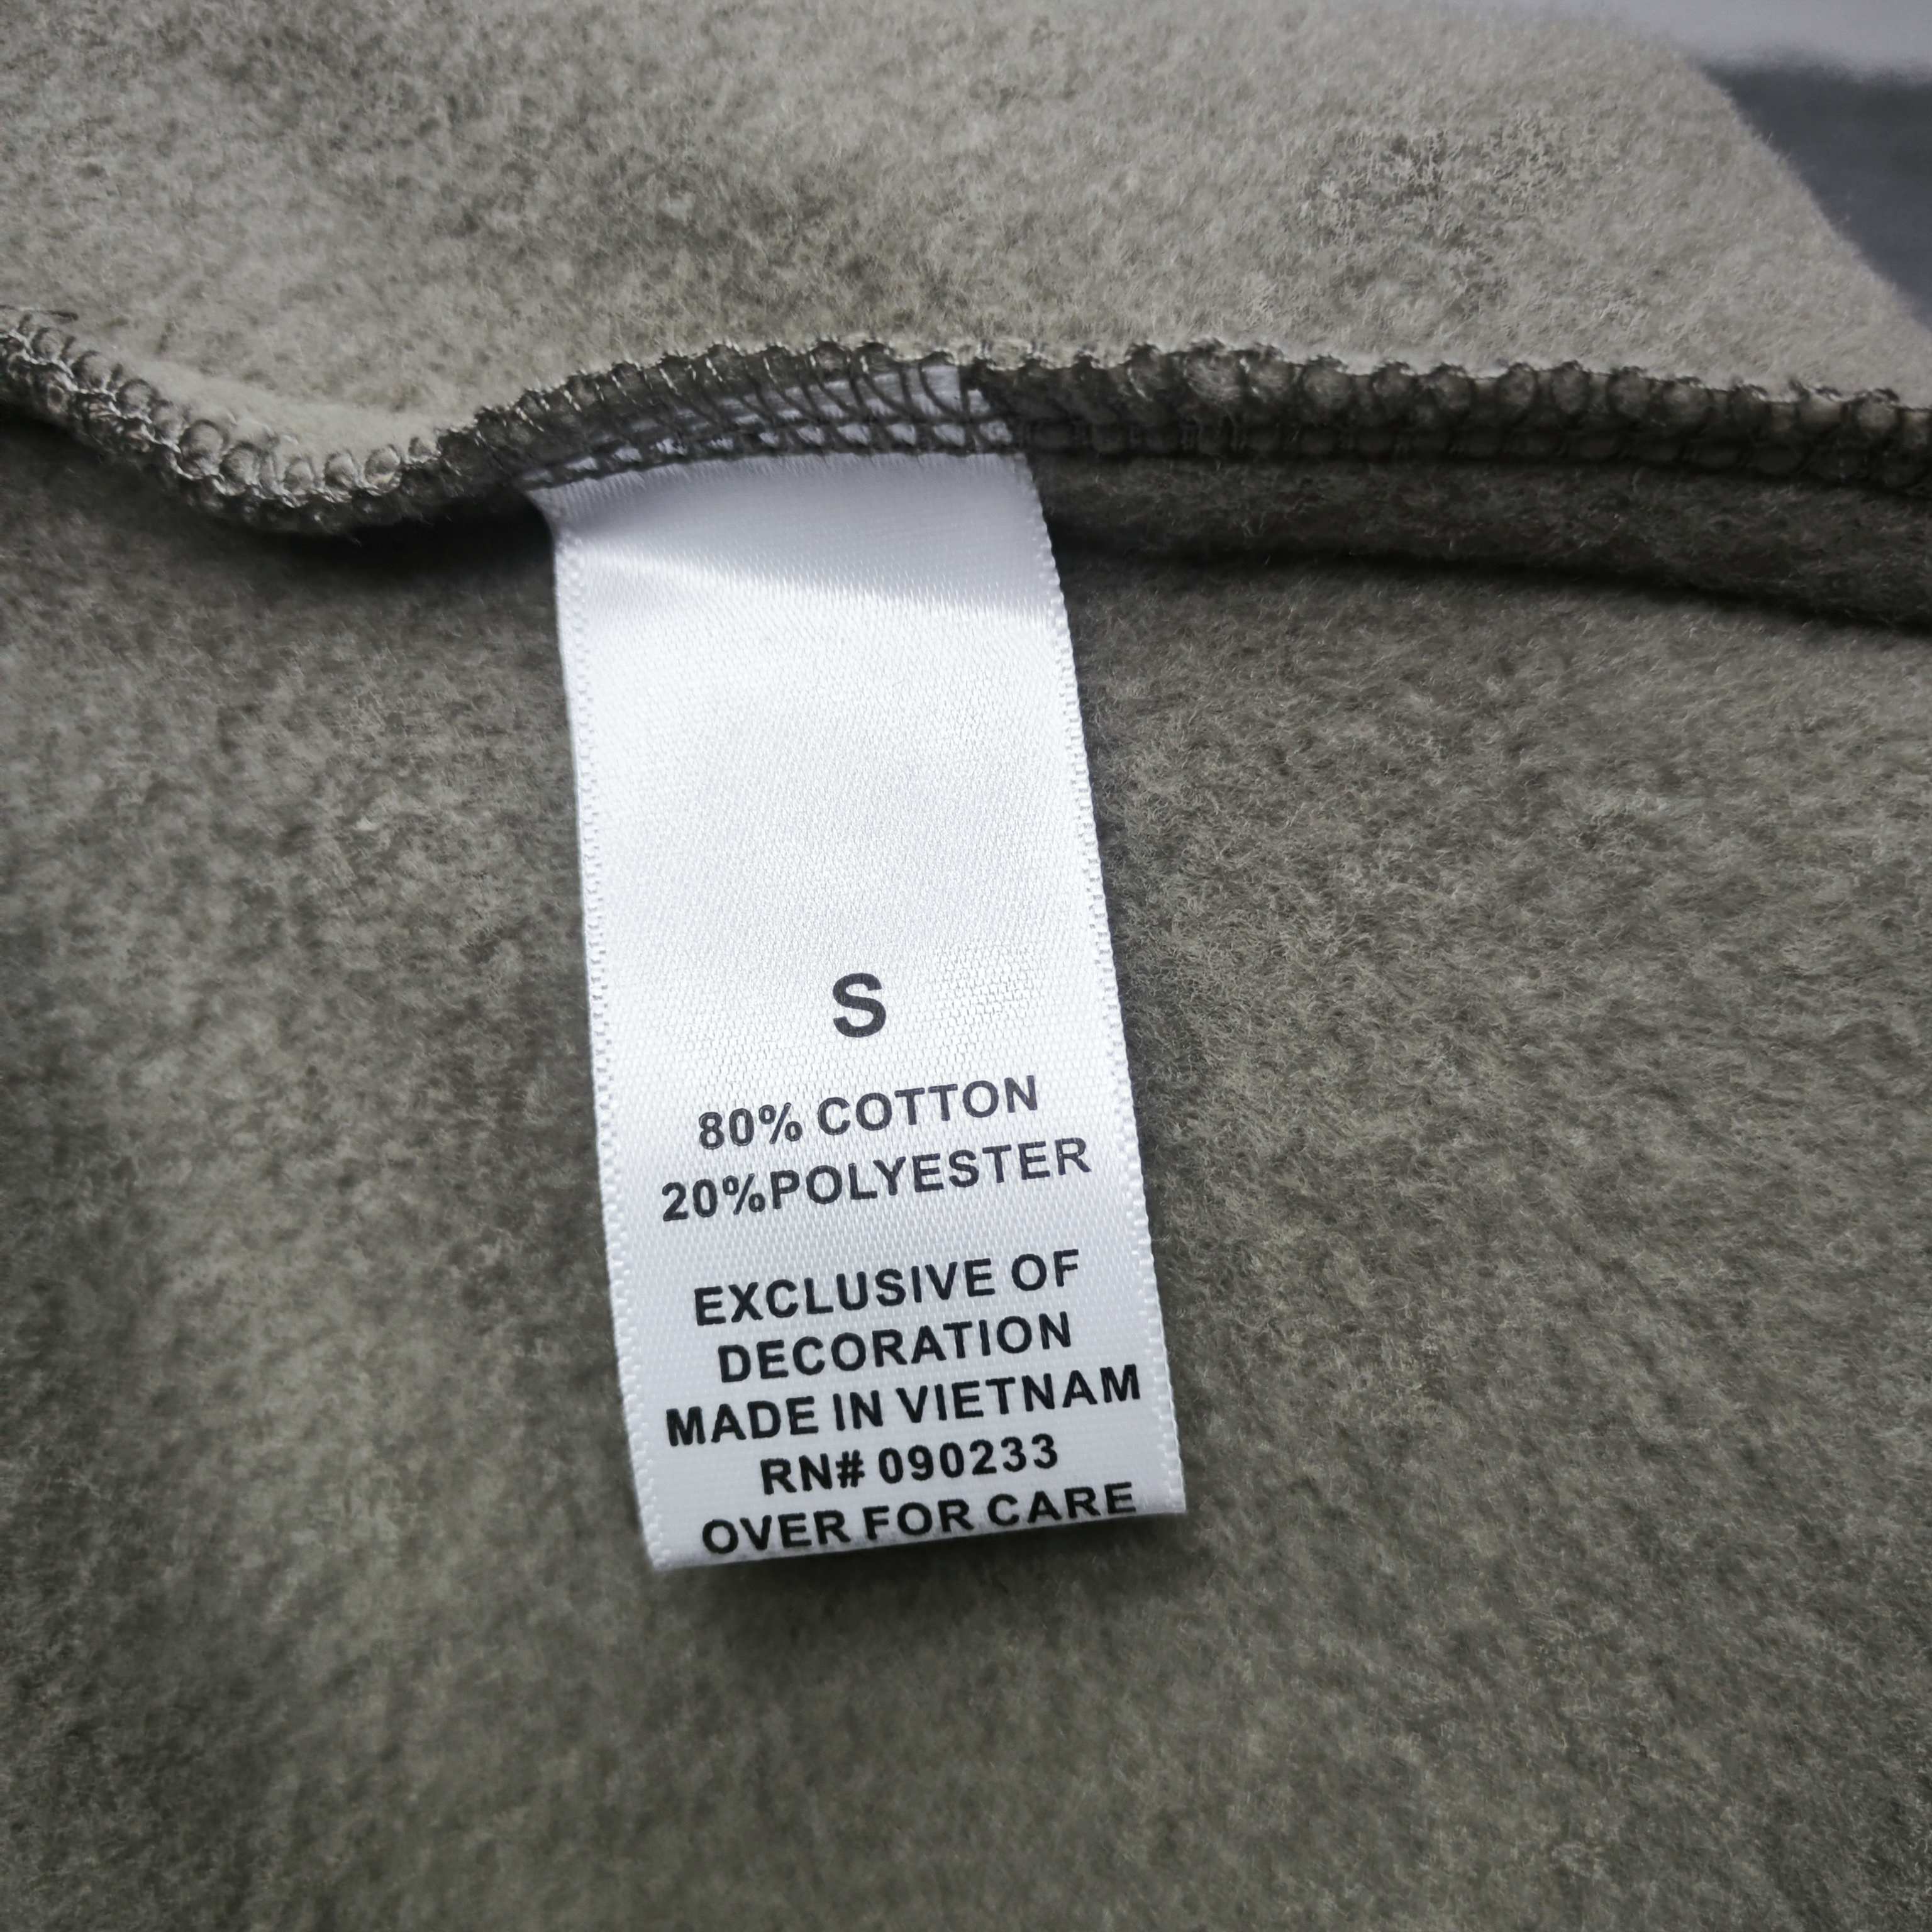 S
80% COTTON
20%POLYESTER
EXCLUSIVE OF
DECORATION
MADE IN VIETNAM
RN# 090233
OVER FOR CARE